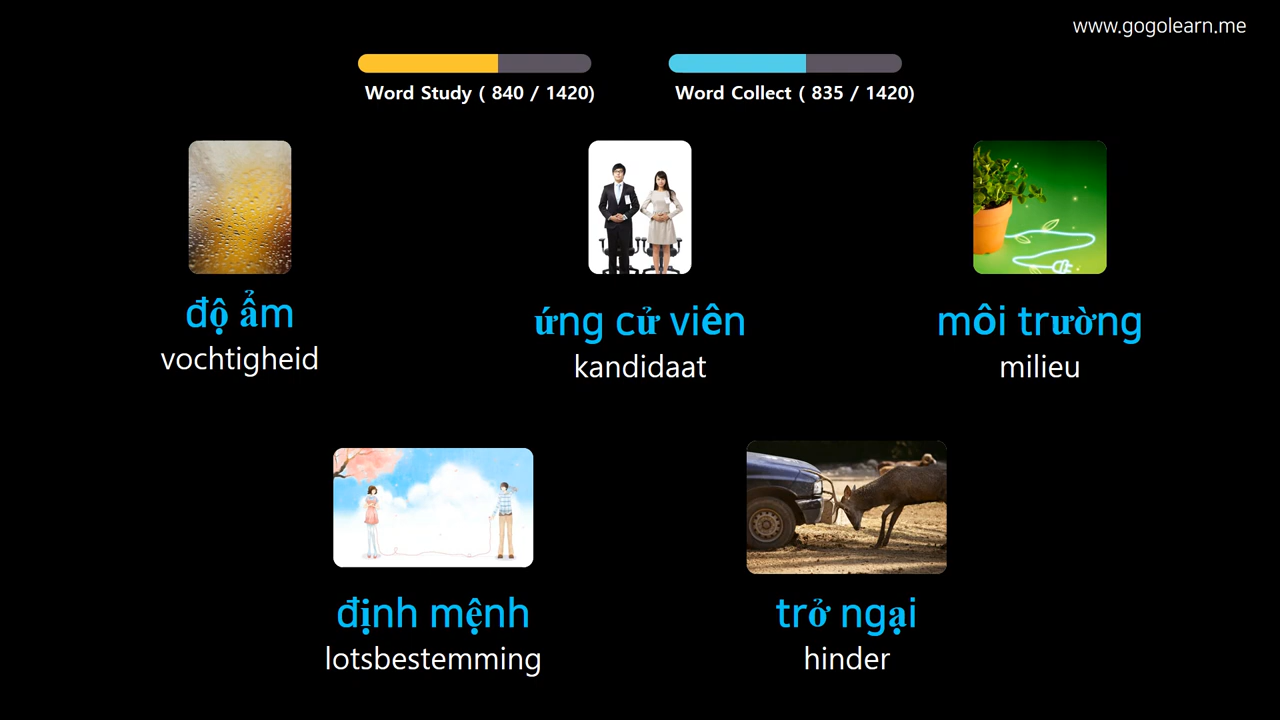 www.gogolearn.me
Word Study ( 840 / 1420)
Word Collect ( 835 / 1420)
độ ẩm
vochtigheid
ứng cử viên
kandidaat
môi trường
milieu
định mệnh
lotsbestemming
trở ngại
hinder